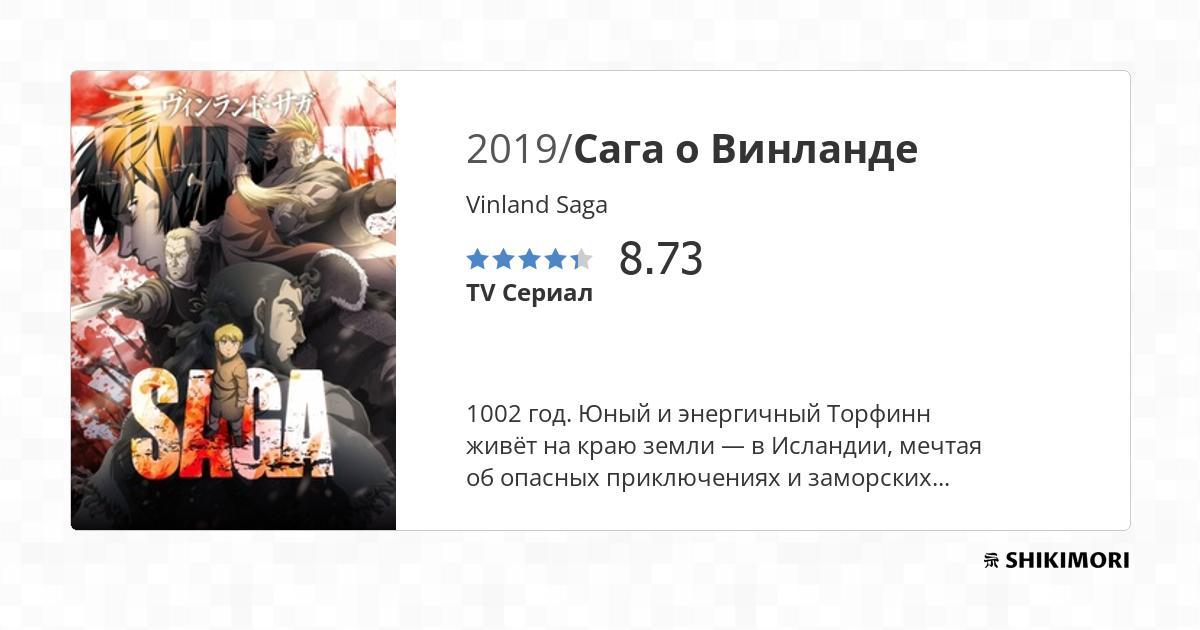 ヴィンランド・サガ
SAGA
2019/Сага о Винланде
Vinland Saga
8.73
TV Сериал
1002 год. Юный и энергичный Торфинн
живёт на краю земли — в Исландии, мечтая
об опасных приключениях и заморских...
SHIKIMORI